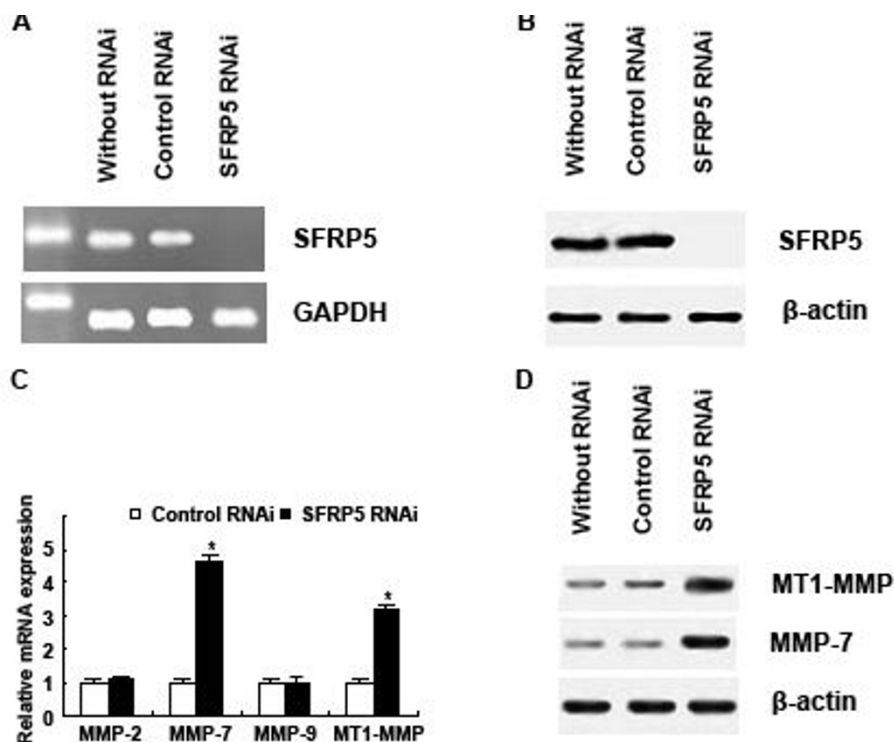 A
Without RNAi
Control RNAi
SFRP5 RNAi
SFRP5
GAPDH
B
Without RNAi
Control RNAi
SFRP5 RNAi
SFRP5
β-actin
C
Relative mRNA expression
Control RNAi
SFRP5 RNAi
5
4
3
2
1
0
*
*
MMP-2
MMP-7
MMP-9
MT1-MMP
D
Without RNAi
Control RNAi
SFRP5 RNAi
MT1-MMP
MMP-7
β-actin